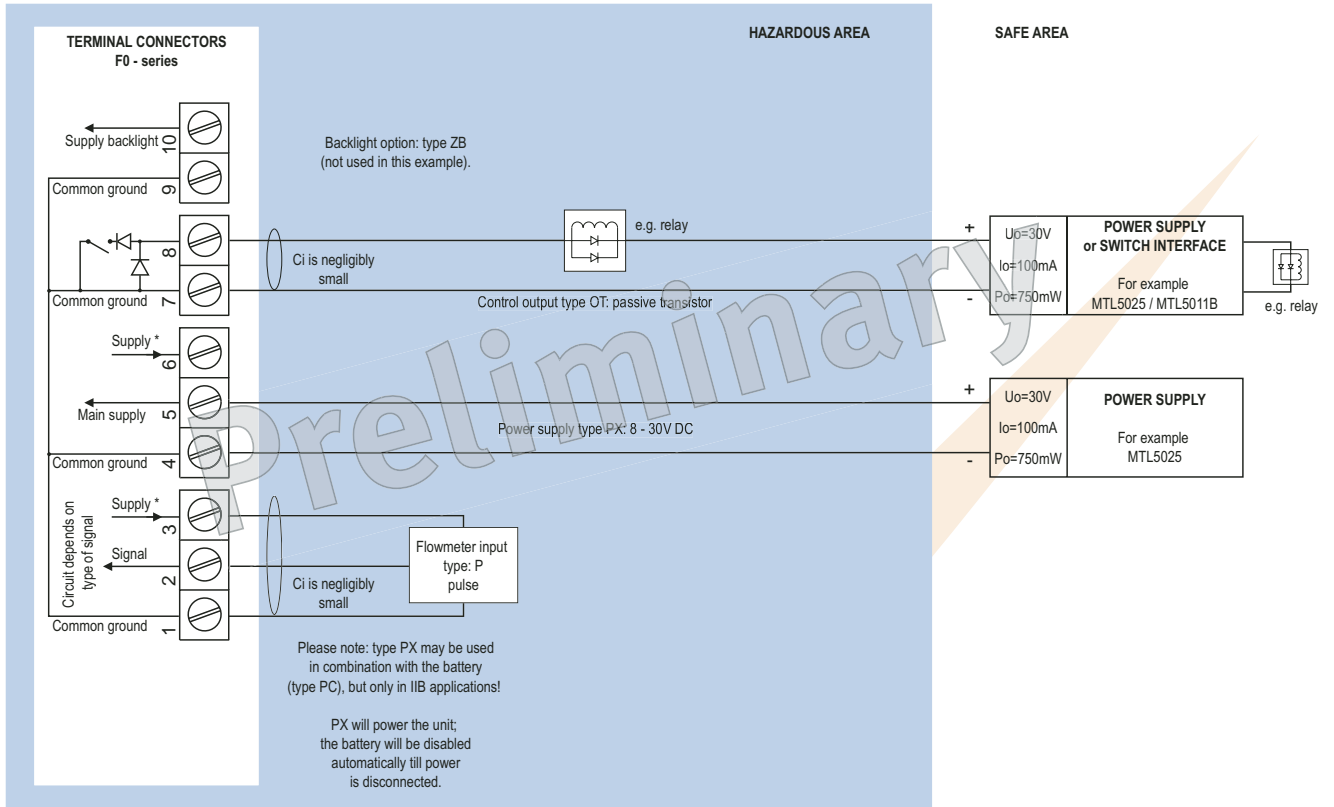 TERMINAL CONNECTORS
F0 - series
HAZARDOUS AREA
SAFE AREA
Supply backlight
10
Common ground
9
Backlight option: type ZB
(not used in this example).
8
Common ground
7
Ci is negligibly
small
e.g. relay
Control output type OT: passive transistor
+
-
Uo=30V
Io=100mA
Po=750mW
POWER SUPPLY
or SWITCH INTERFACE
For example
MTL5025 / MTL5011B
e.g. relay
Supply *
6
Main supply
5
Common ground
4
Power supply type PX: 8 - 30V DC
+
-
Uo=30V
Io=100mA
Po=750mW
POWER SUPPLY
For example
MTL5025
Circuit depends on
type of signal
Supply *
3
Signal
2
Common ground
1
Ci is negligibly
small
Flowmeter input
type: P
pulse
Please note: type PX may be used
in combination with the battery
(type PC), but only in IIB applications!
PX will power the unit;
the battery will be disabled
automatically till power
is disconnected.
Preliminary